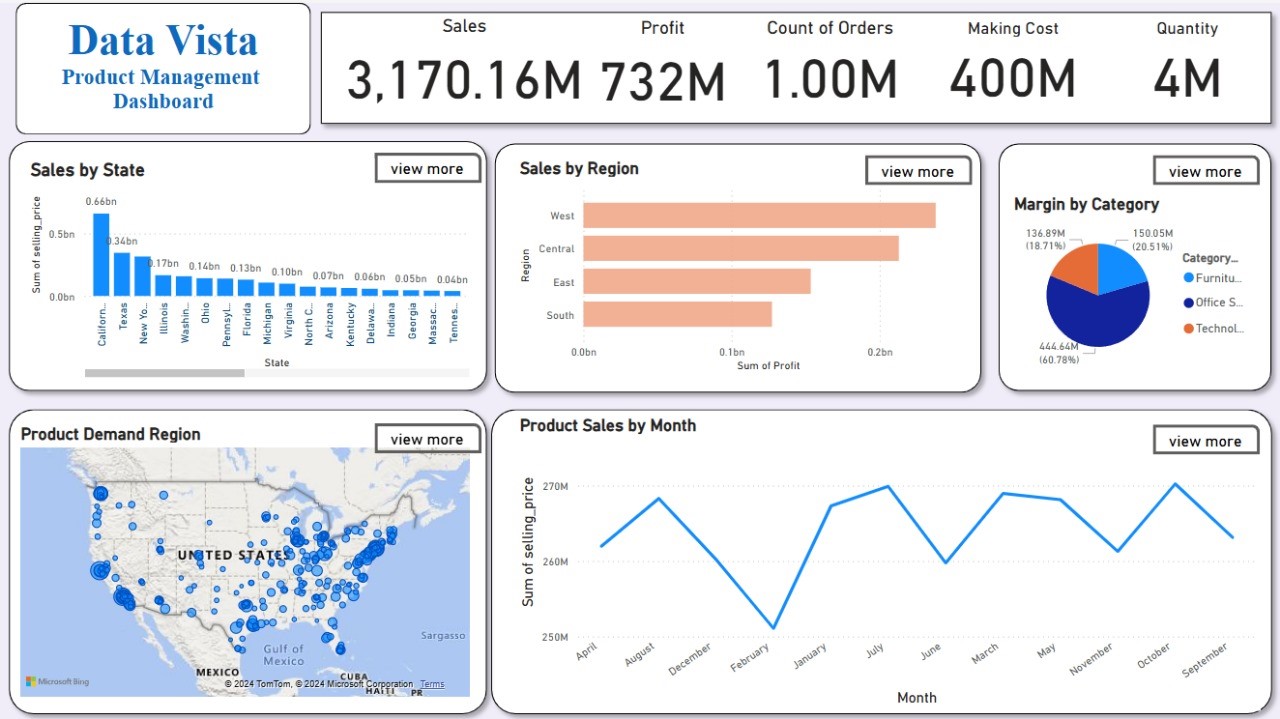 Data Vista
Product Management
Dashboard
Sales
Profit
Count of Orders
Making Cost
Quantity
3,170.16M
732M
1.00M
400M
4M
Sales by State
view more
Sum of selling_price
0.5bn
0.0bn
0.66bn
0.34bn
0.17bn
0.14bn
0.13bn
0.10bn
0.07bn
0.06bn
0.05bn
0.04bn
Californ...
Texas
New Yo...
Illinois
Washin...
Ohio
Pennsyl...
Florida
Michigan
Virginia
North C...
Arizona
Kentucky
Delawa...
Indiana
Georgia
Massac...
Tennes...
State
Sales by Region
view more
Region
West
Central
East
South
0.0bn
0.1bn
0.2bn
Sum of Profit
view more
Margin by Category
136.89M
(18.71%)
150.05M
(20.51%)
444.64M
(60.78%)
Category...
Furnitu...
Office S...
Technol...
Product Demand Region
view more
UNITED STATES
Gulf of
Mexico
Sargasso
MEXICO
CUBA
HAITI
PR
Microsoft Bing
© 2024 TomTom, © 2024 Microsoft Corporation Terms
Product Sales by Month
view more
Sum of selling_price
270M
260M
250M
April
August
December
February
January
July
June
March
May
November
October
September
Month